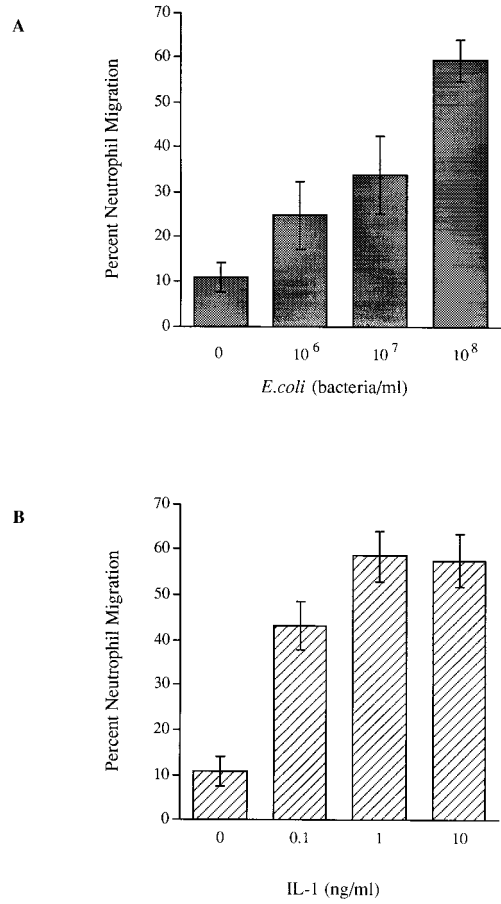 A
Percent Neutrophil Migration
70
60
50
40
30
20
10
0
0 10^6 10^7 10^8
E.coli (bacteria/ml)
B
Percent Neutrophil Migration
70
60
50
40
30
20
10
0
0 0.1 1 10
IL-1 (ng/ml)